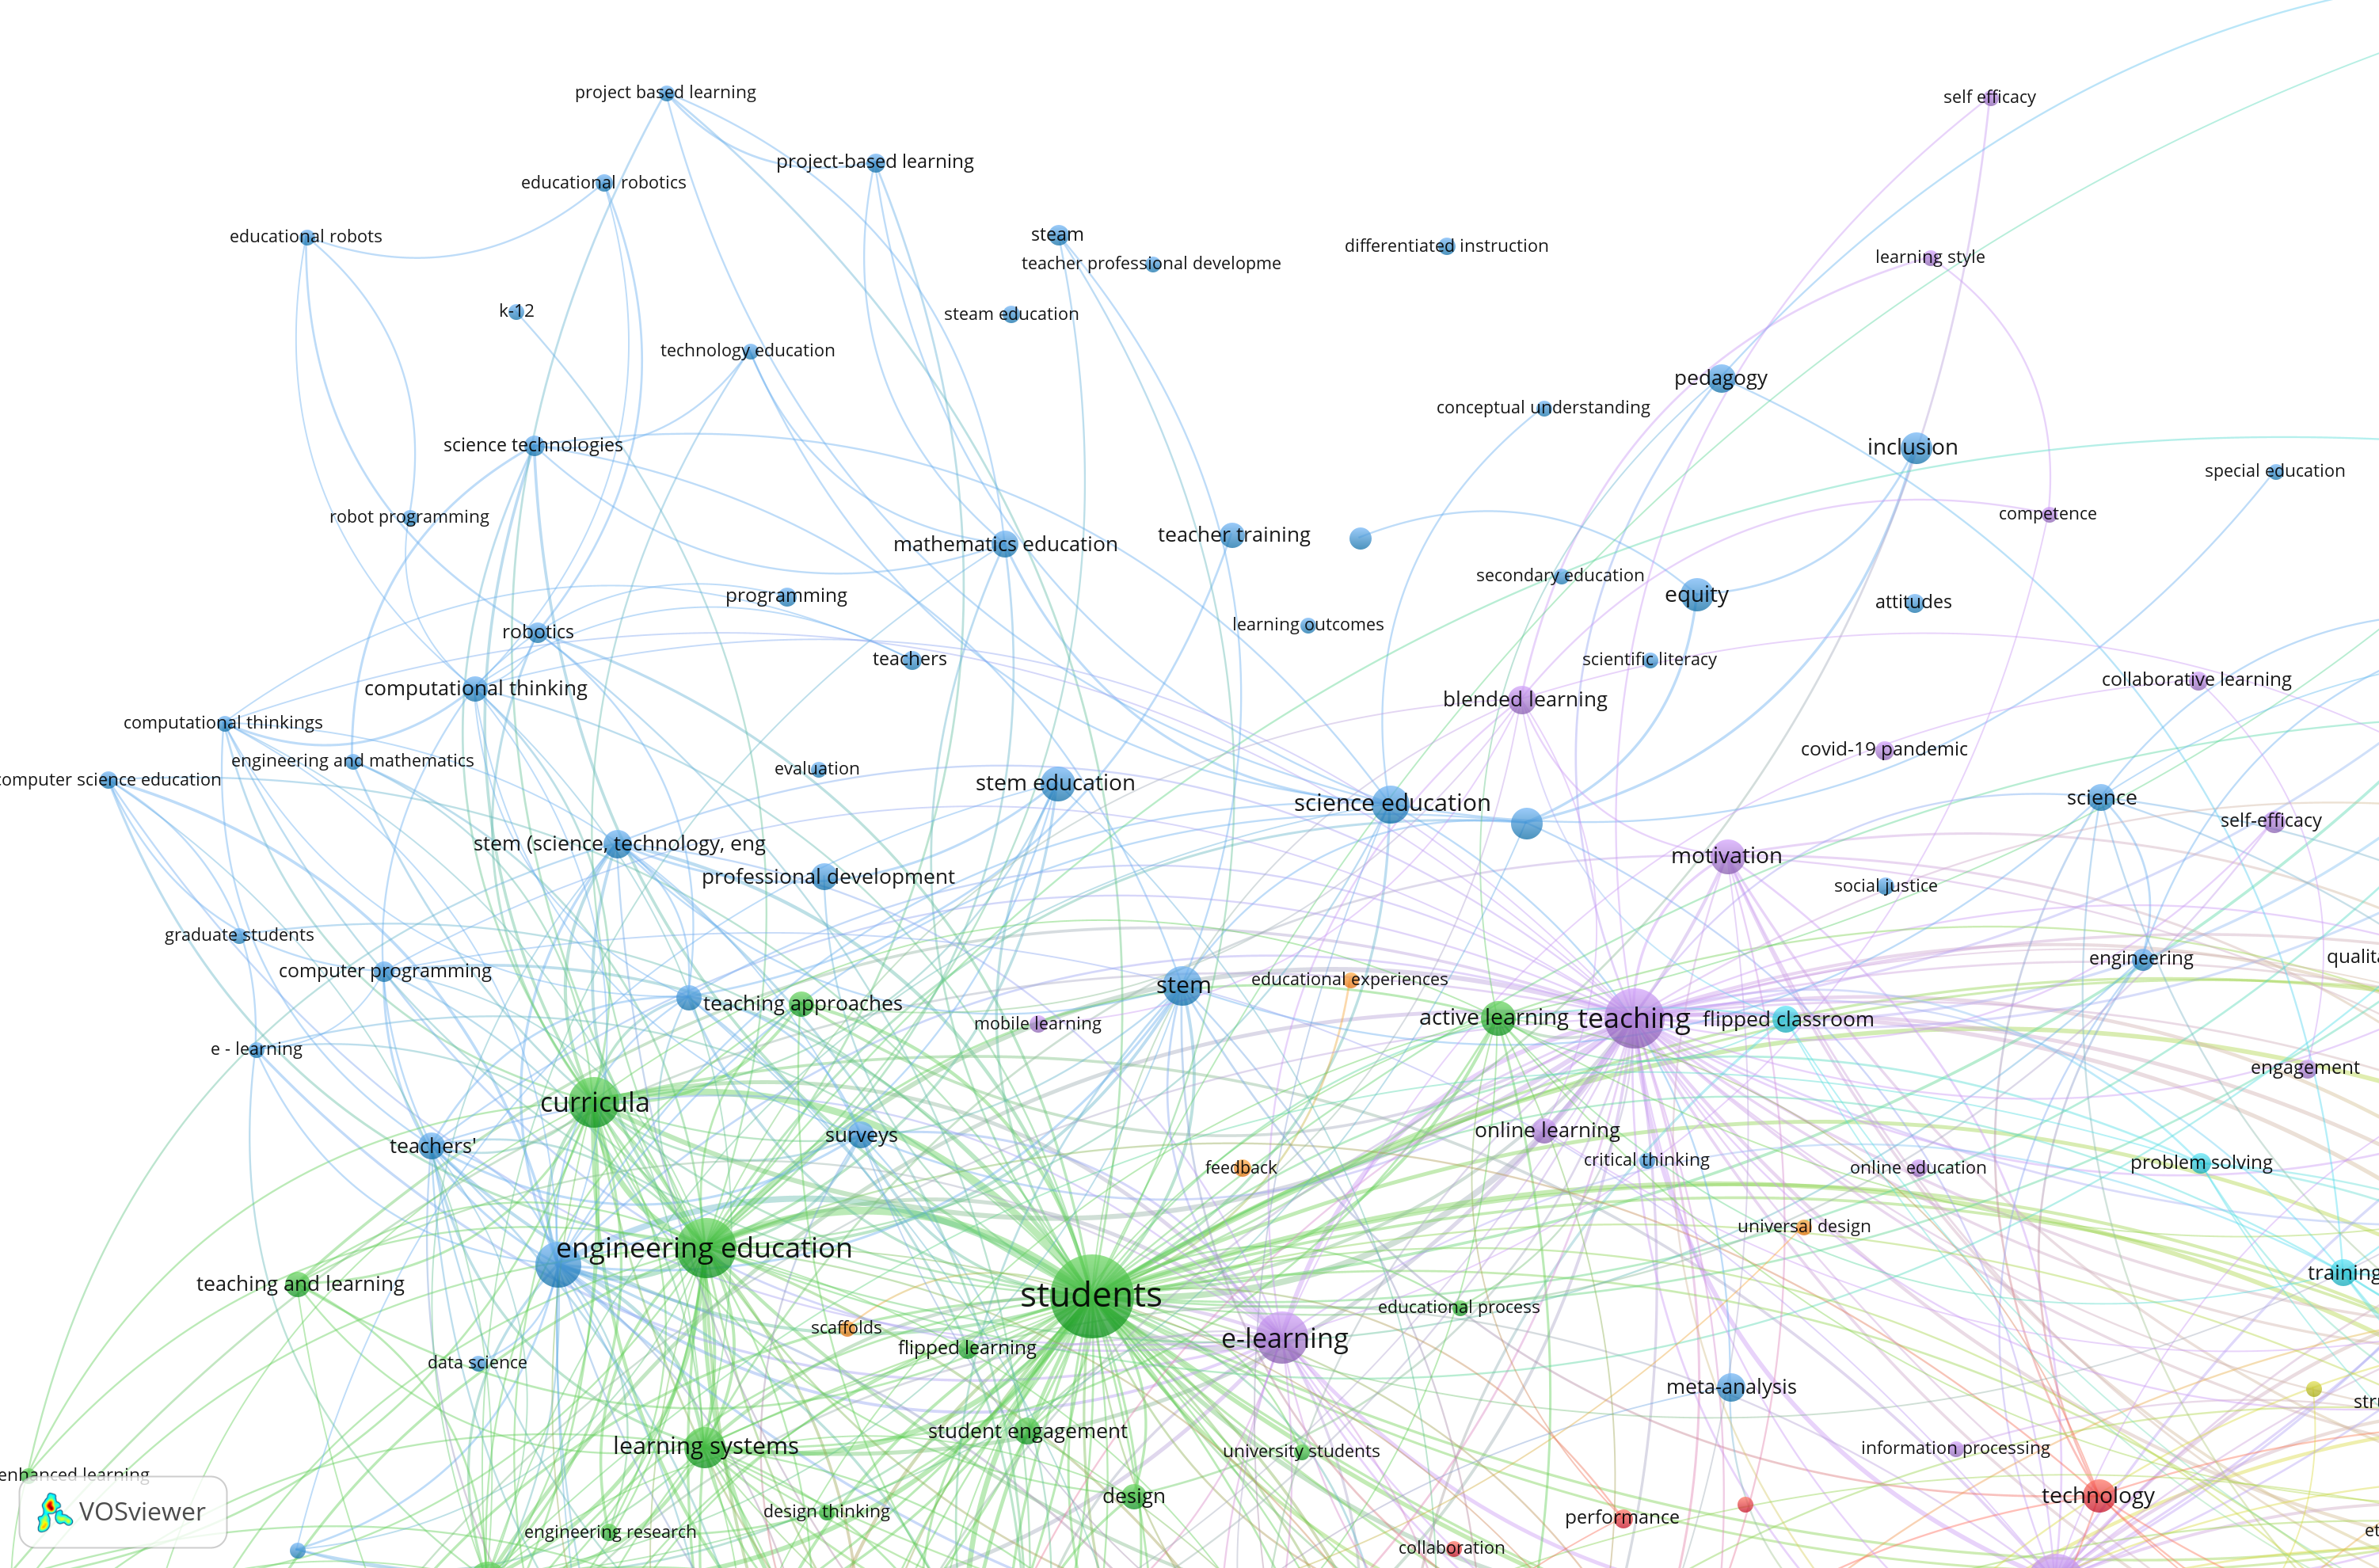 project based learning
self efficacy
project-based learning
educational robotics
educational robots
steam
differentiated instruction
learning style
teacher professional developme
k-12
steam education
technology education
pedagogy
conceptual understanding
science technologies
inclusion
special education
robot programming
competence
mathematics education
teacher training
secondary education
programming
equity
attitudes
robotics
learning outcomes
teachers
scientific literacy
computational thinking
blended learning
collaborative learning
computational thinkings
covid-19 pandemic
engineering and mathematics
evaluation
computer science education
stem education
science education
science
self-efficacy
stem (science, technology, eng
motivation
professional development
social justice
graduate students
engineering
qualita
computer programming
educational experiences
stem
teaching approaches
mobile learning
active learning
teaching
flipped classroom
e - learning
engagement
curricula
teachers'
surveys
online learning
feedback
critical thinking
online education
problem solving
universal design
engineering education
teaching and learning
students
training
educational process
scaffolds
flipped learning
e-learning
data science
meta-analysis
stru
student engagement
learning systems
university students
information processing
enhanced learning
design
technology
VOSviewer
design thinking
performance
engineering research
et
collaboration